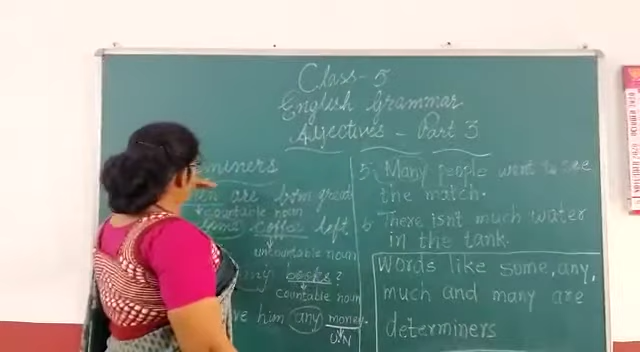 Class - 5
English Grammar
Adjectives - Part 3
are born great
countable noun
coffee left
uncountable noun
books?
countable noun
him any money.
U.N
5. Many people went to see
the match.
6. There isn't much water
in the tank.
Words like some, any,
much and many are
determiners